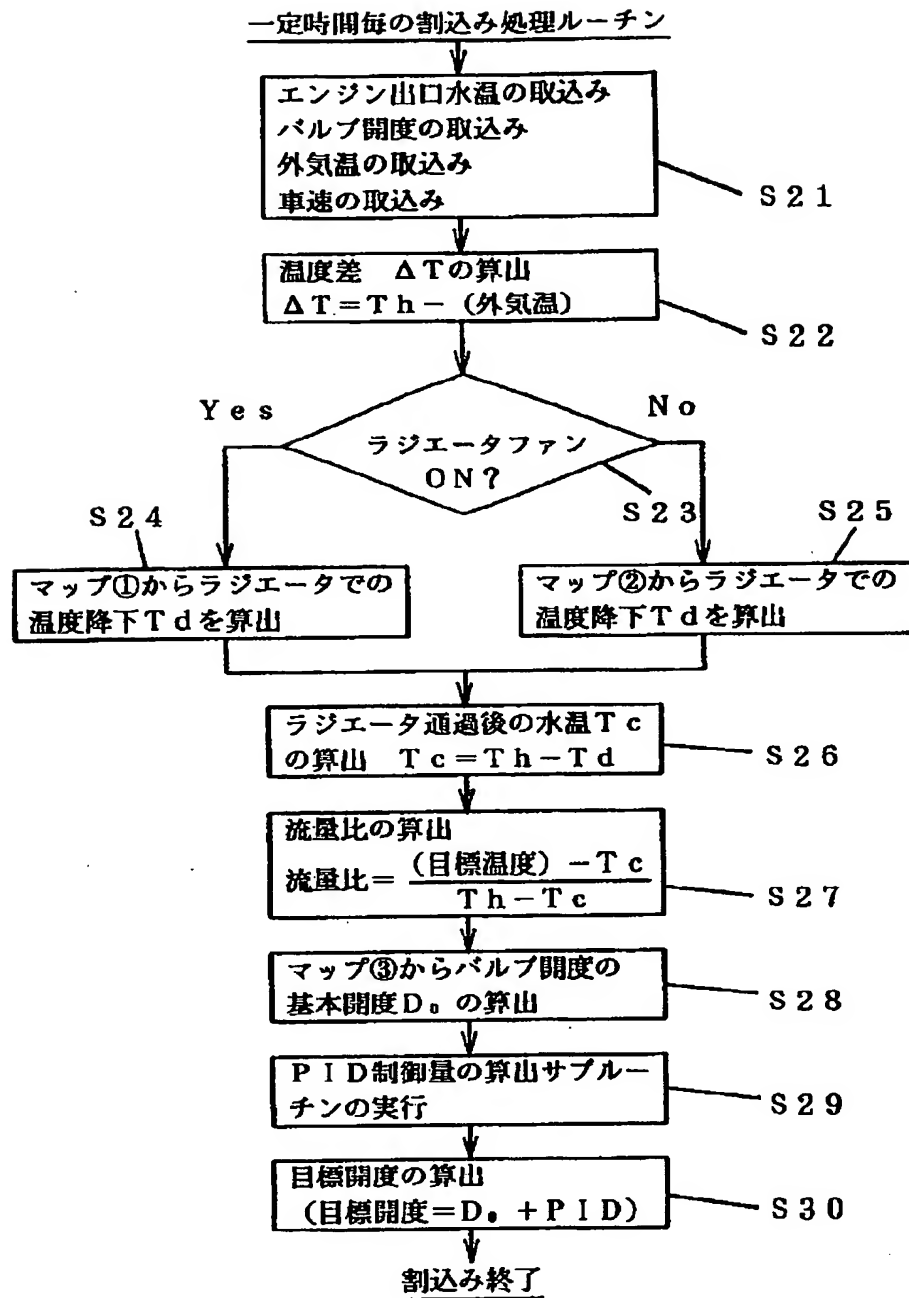 一定時間毎の割込み処理ルーチン
エンジン出口水温の取込み
バルブ開度の取込み
外気温の取込み
車速の取込み
S21
温度差 ΔTの算出
ΔT=Th-(外気温)
S22
Yes
No
ラジエータファン
ON?
S23
S24
S25
マップ①からラジエータでの
温度降下Tdを算出
マップ②からラジエータでの
温度降下Tdを算出
ラジエータ通過後の水温Tc
の算出 Tc=Th-Td
S26
流量比の算出
流量比= (目標温度)-Tc
Th-Tc
S27
マップ③からバルブ開度の
基本開度D₀の算出
S28
PID制御量の算出サブルー
チンの実行
S29
目標開度の算出
(目標開度=D₀+PID)
S30
割込み終了